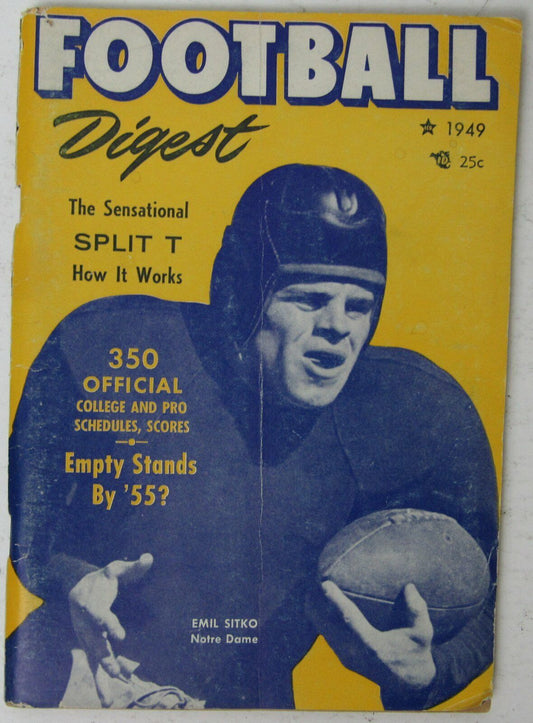 FOOTBALL
Digest
1949
25c
The Sensational
SPLIT T
How It Works
350
OFFICIAL
COLLEGE AND PRO
SCHEDULES, SCORES
Empty Stands
By '55?
EMIL SITKO
Notre Dame